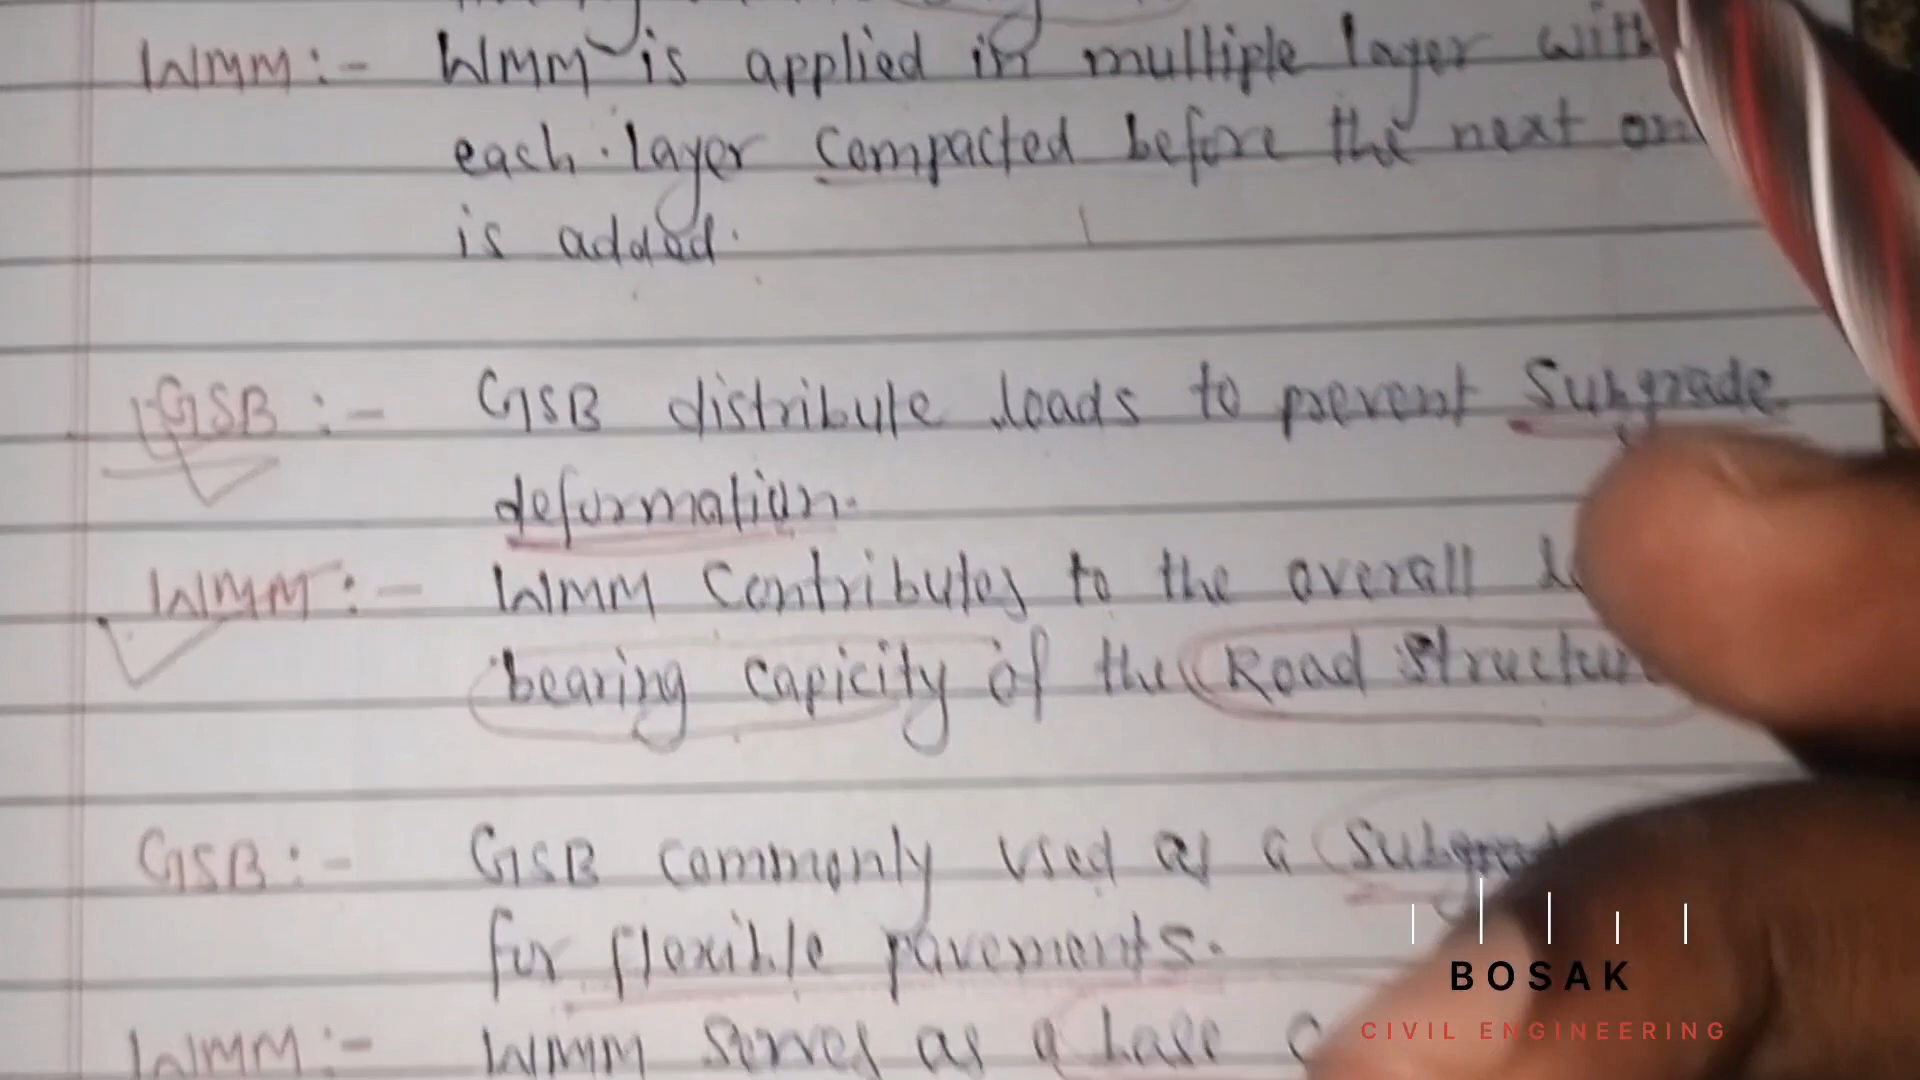 WMM :- WMM is applied in multiple layer with
each layer compacted before the next
is added.
GSB :- GSB distribute loads to prevent Subgrade
deformation.
WMM :- WMM Contributes to the overall
bearing capicity of the Road Structur
GSB :- GSB commonly used as a
for flexible pavements.
WMM :- WMM Serves as a base
BOSAK
CIVIL ENGINEERING